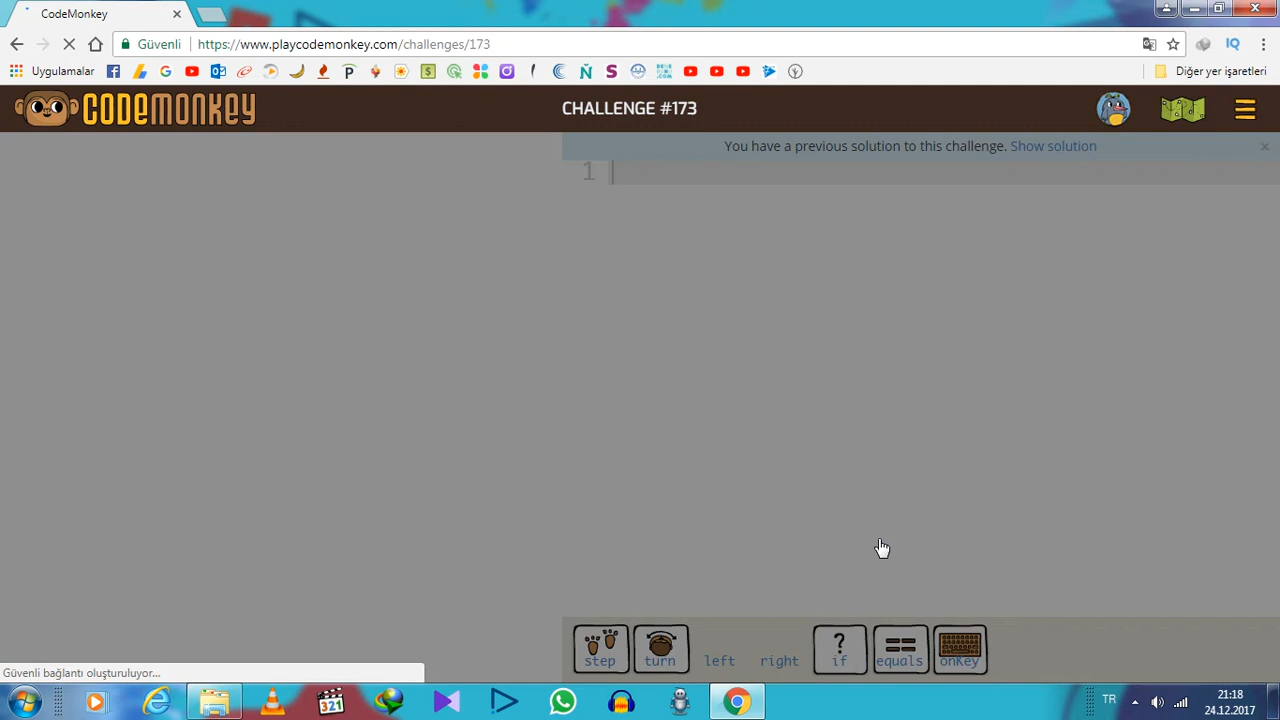 CodeMonkey
Güvenli https://www.playcodemonkey.com/challenges/173
Uygulamalar
Diğer yer işaretleri
CODEMONKEY
CHALLENGE #173
You have a previous solution to this challenge. Show solution
1
step turn left right if equals onKey
Güvenli bağlantı oluşturuluyor...
321
TR
21:18
24.12.2017